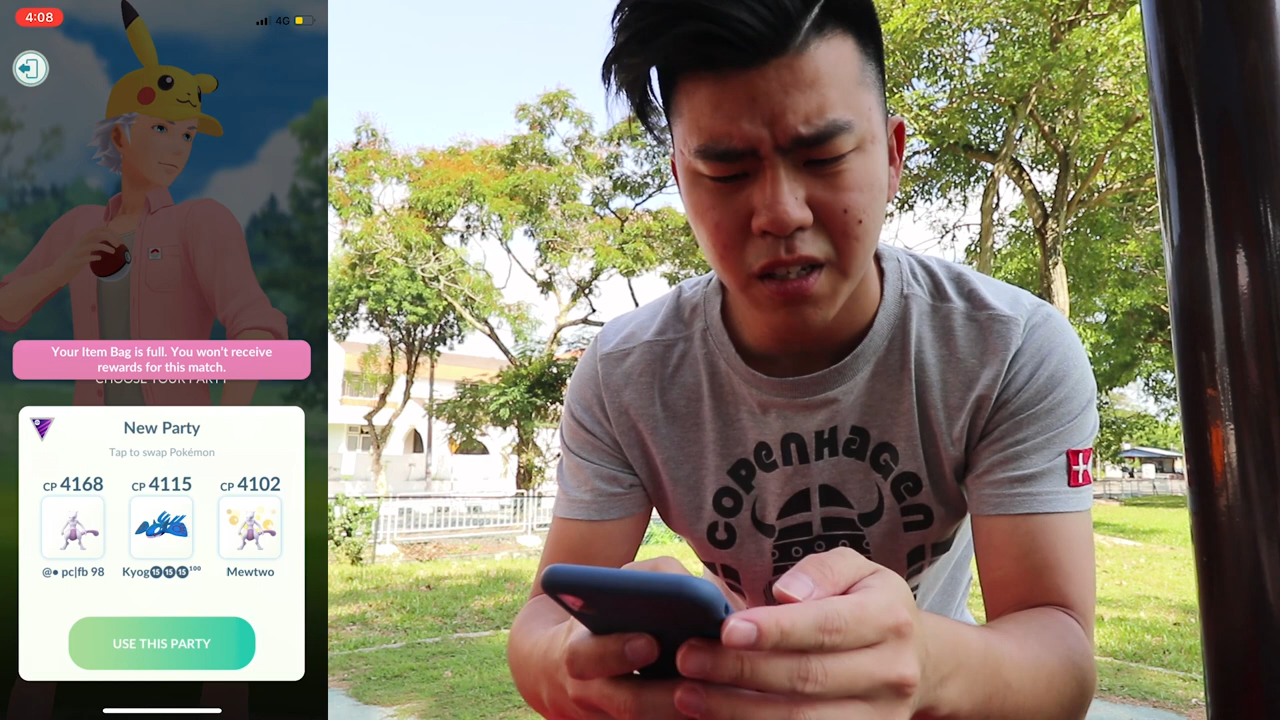 4:08
4G
Your Item Bag is full. You won't receive
rewards for this match.
CHOOSE YOUR PARTY
New Party
Tap to swap Pokémon
CP 4168
CP 4115
CP 4102
@● pc|fb 98
Kyog⑮⑮⑮¹⁰⁰
Mewtwo
USE THIS PARTY
COPENHAGEN